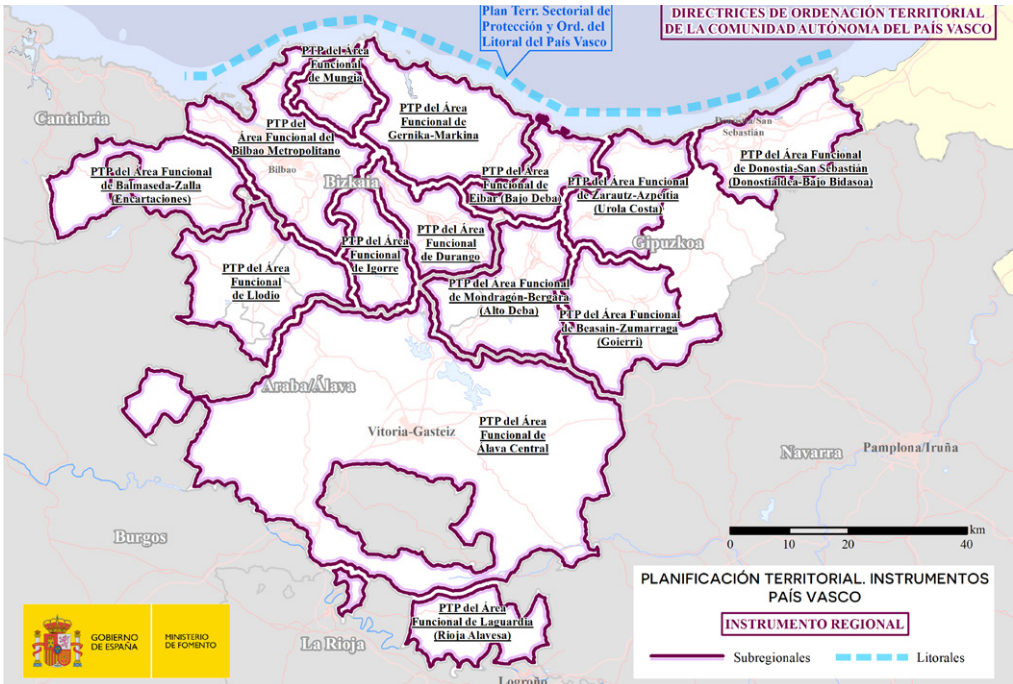 Plan Terr. Sectorial de
Protección y Ord. del
Litoral del País Vasco
DIRECTRICES DE ORDENACIÓN TERRITORIAL
DE LA COMUNIDAD AUTÓNOMA DEL PAÍS VASCO
PTP del Área
Funcional
de Mungia
Cantabria
PTP del Área
Funcional de
Gernika-Markina
PTP del
Área Funcional del
Bilbao Metropolitano
Bilbao
Donostia/San
Sebastián
PTP del Área Funcional
de Donostia-San Sebastián
(Donostialdea-Bajo Bidasoa)
PTP del Área Funcional
de Balmaseda-Zalla
(Encartaciones)
Bizkaia
PTP del Área
Funcional de
Eibar (Bajo Deba)
PTP del Área Funcional
de Zarautz-Azpeitia
(Urola Costa)
PTP del Área
Funcional
de Durango
PTP del Área
Funcional
de Igorre
Gipuzkoa
PTP del Área
Funcional
de Llodio
PTP del Área Funcional
de Mondragón-Bergara
(Alto Deba)
PTP del Área Funcional
de Beasain-Zumarraga
(Goierri)
Araba/Álava
Vitoria-Gasteiz
PTP del Área
Funcional de
Álava Central
Navarra
Pamplona/Iruña
Burgos
km
0 10 20 40
PLANIFICACIÓN TERRITORIAL. INSTRUMENTOS
PAÍS VASCO
INSTRUMENTO REGIONAL
Subregionales
Litorales
PTP del Área
Funcional de Laguardia
(Rioja Alavesa)
La Rioja
Logroño
GOBIERNO
DE ESPAÑA
MINISTERIO
DE FOMENTO